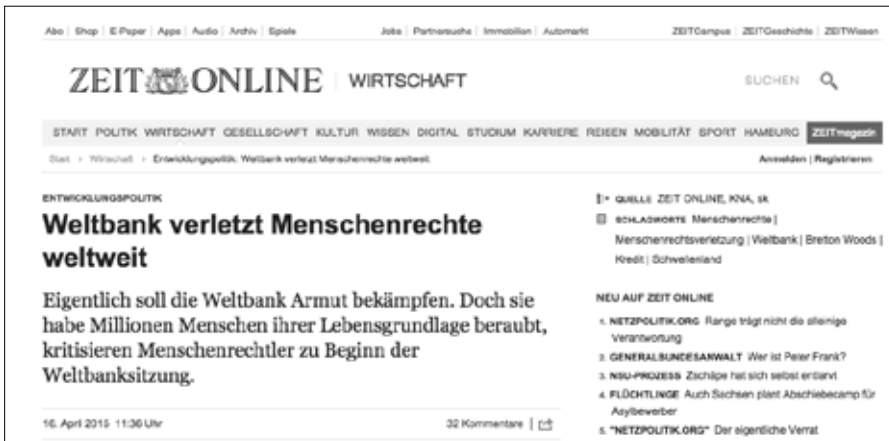 Abo | Shop | E-Paper | Apps | Audio | Archiv | Spiele Jobs | Partnersuche | Immobilien | Automarkt ZEITCampus | ZEITGeschichte | ZEITWissen
ZEIT ONLINE | WIRTSCHAFT SUCHEN
START POLITIK WIRTSCHAFT GESELLSCHAFT KULTUR WISSEN DIGITAL STUDIUM KARRIERE REISEN MOBILITÄT SPORT HAMBURG ZEITmagazin
Start › Wirtschaft › Entwicklungspolitik: Weltbank verletzt Menschenrechte weltweit Anmelden | Registrieren
ENTWICKLUNGSPOLITIK
Weltbank verletzt Menschenrechte
weltweit
Eigentlich soll die Weltbank Armut bekämpfen. Doch sie
habe Millionen Menschen ihrer Lebensgrundlage beraubt,
kritisieren Menschenrechtler zu Beginn der
Weltbanksitzung.
16. April 2015 11:36 Uhr 32 Kommentare |
QUELLE ZEIT ONLINE, KNA, sk
SCHLAGWORTE Menschenrechte |
Menschenrechtsverletzung | Weltbank | Bretton Woods |
Kredit | Schwellenland
NEU AUF ZEIT ONLINE
1. NETZPOLITIK.ORG Range trägt nicht die alleinige
Verantwortung
2. GENERALBUNDESANWALT Wer ist Peter Frank?
3. NSU-PROZESS Zschäpe hat sich selbst entlarvt
4. FLÜCHTLINGE Auch Sachsen plant Abschiebecamp für
Asylbewerber
5. "NETZPOLITIK.ORG" Der eigentliche Verrat